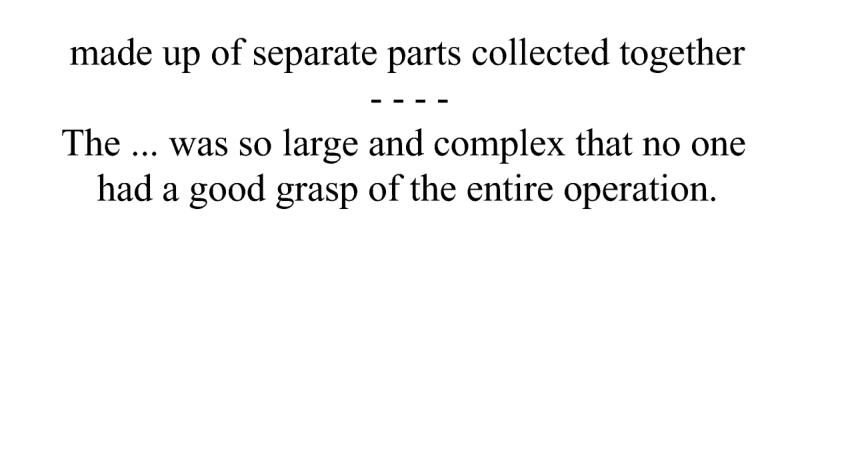 made up of separate parts collected together
- - - -
The ... was so large and complex that no one
had a good grasp of the entire operation.